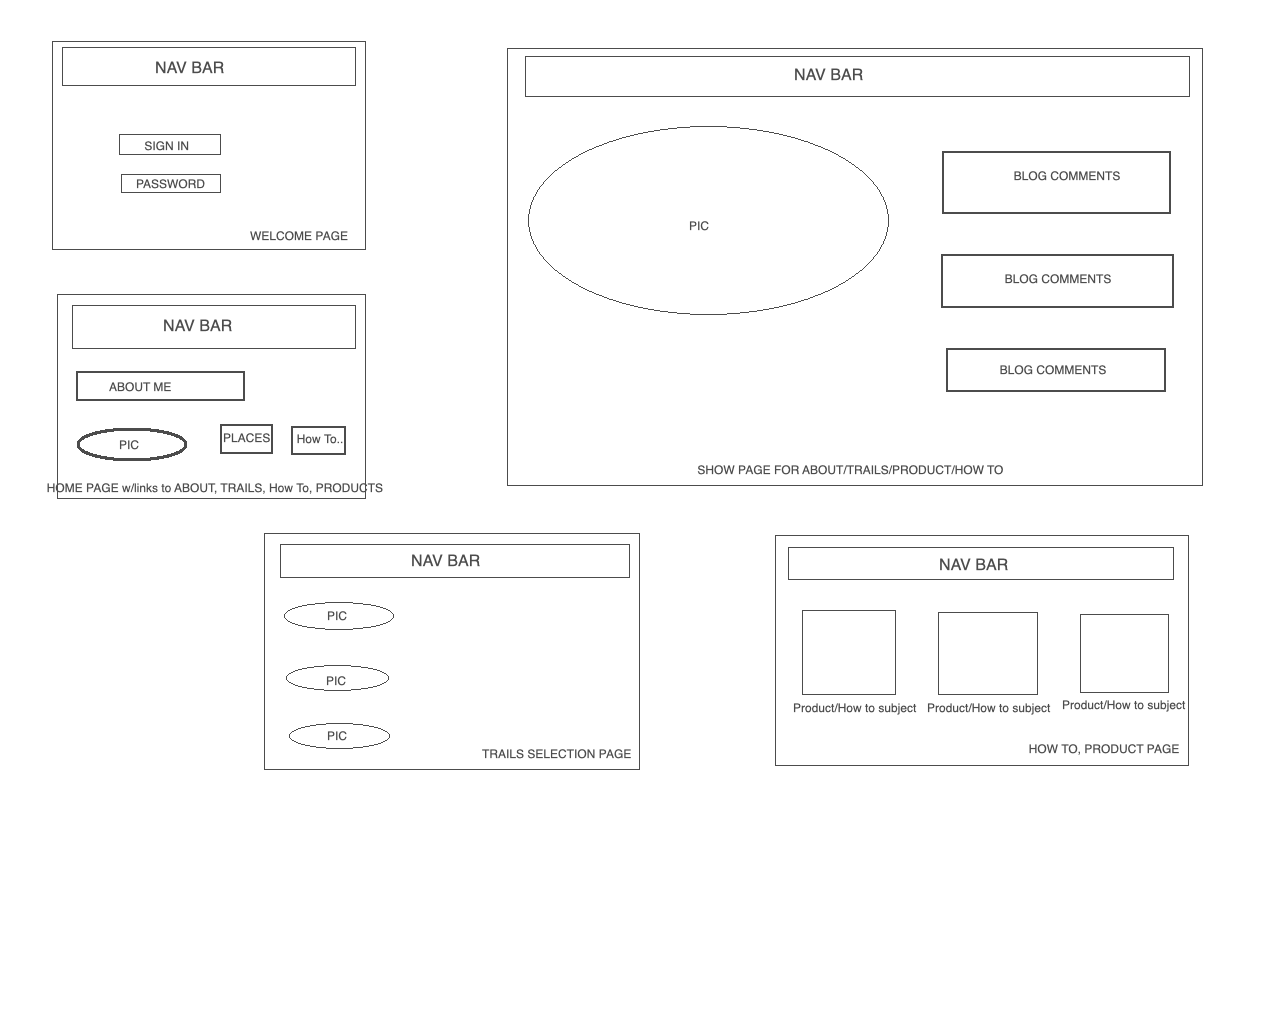 NAV BAR
SIGN IN
PASSWORD
WELCOME PAGE
NAV BAR
PIC
BLOG COMMENTS
BLOG COMMENTS
BLOG COMMENTS
SHOW PAGE FOR ABOUT/TRAILS/PRODUCT/HOW TO
NAV BAR
ABOUT ME
PIC
PLACES
How To..
HOME PAGE w/links to ABOUT, TRAILS, How To, PRODUCTS
NAV BAR
PIC
PIC
PIC
TRAILS SELECTION PAGE
NAV BAR
Product/How to subject
Product/How to subject
Product/How to subject
HOW TO, PRODUCT PAGE